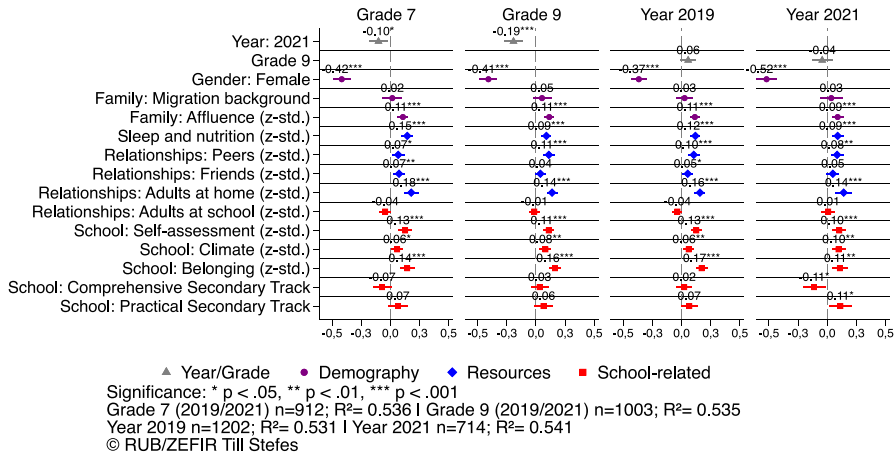 Grade 7 Grade 9 Year 2019 Year 2021
Year: 2021 -0.10* -0.19***
Grade 9 0.06 -0.04
Gender: Female -0.42*** -0.41*** -0.37*** -0.52***
Family: Migration background 0.02 0.05 0.03 0.03
Family: Affluence (z-std.) 0.11*** 0.11*** 0.11*** 0.09***
Sleep and nutrition (z-std.) 0.15*** 0.09*** 0.12*** 0.09***
Relationships: Peers (z-std.) 0.07* 0.11*** 0.10*** 0.08**
Relationships: Friends (z-std.) 0.07** 0.04 0.05* 0.05
Relationships: Adults at home (z-std.) 0.18*** 0.14*** 0.16*** 0.14***
Relationships: Adults at school (z-std.) -0.04 -0.01 -0.04 0.01
School: Self-assessment (z-std.) 0.13*** 0.11*** 0.13*** 0.10***
School: Climate (z-std.) 0.06* 0.08** 0.06** 0.10**
School: Belonging (z-std.) 0.14*** 0.16*** 0.17*** 0.11**
School: Comprehensive Secondary Track -0.07 0.03 0.02 -0.11*
School: Practical Secondary Track 0.07 0.06 0.07 0.11*
-0,5 -0,3 0,0 0,3 0,5 -0,5 -0,3 0,0 0,3 0,5 -0,5 -0,3 0,0 0,3 0,5 -0,5 -0,3 0,0 0,3 0,5
Year/Grade Demography Resources School-related
Significance: * p < .05, ** p < .01, *** p < .001
Grade 7 (2019/2021) n=912; R²= 0.536 I Grade 9 (2019/2021) n=1003; R²= 0.535
Year 2019 n=1202; R²= 0.531 I Year 2021 n=714; R²= 0.541
© RUB/ZEFIR Till Stefes